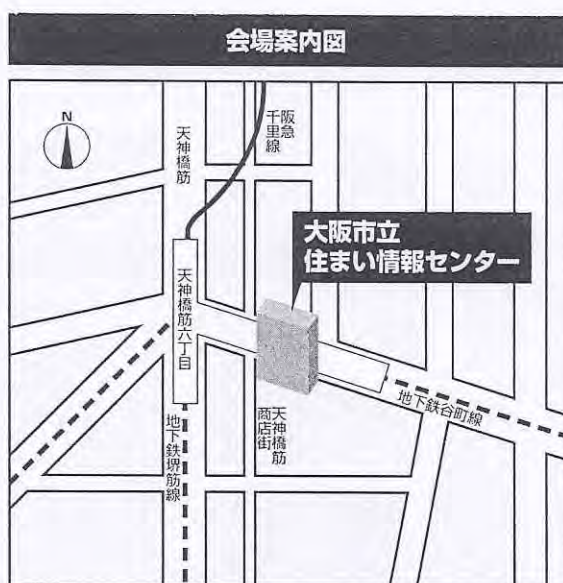 会場案内図
N
天神橋筋
阪急
千里線
大阪市立
住まい情報センター
天神橋筋六丁目
地下鉄谷町線
天神橋筋
商店街
地下鉄堺筋線